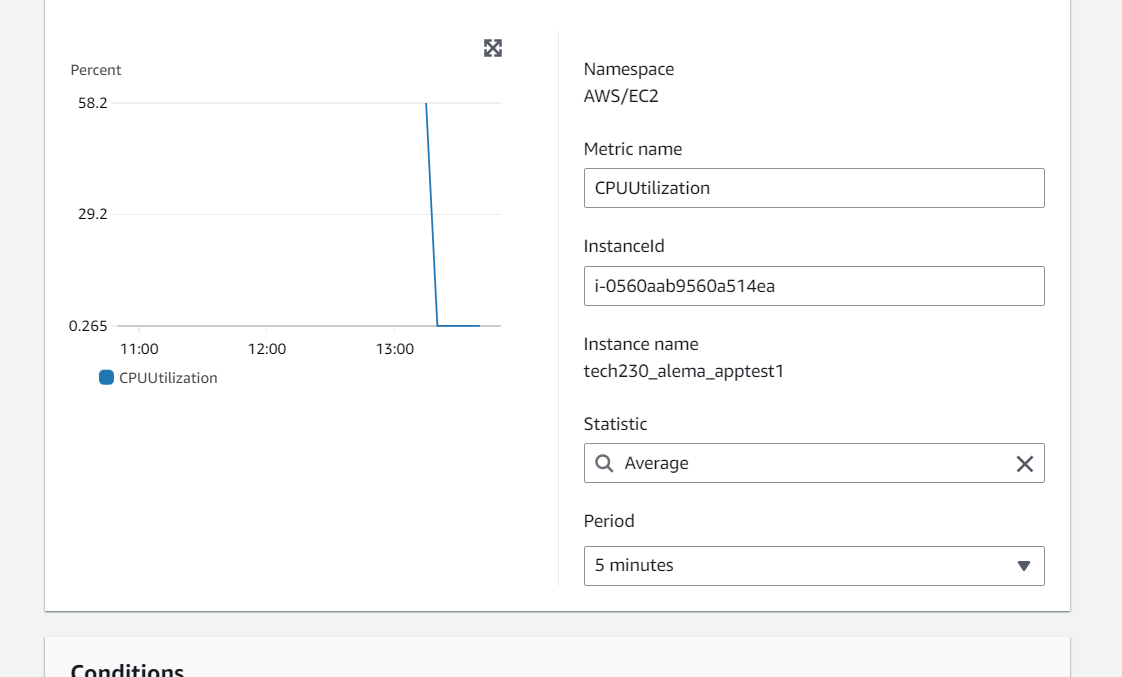 Percent
58.2
29.2
0.265
11:00 12:00 13:00
CPUUtilization
Namespace
AWS/EC2
Metric name
CPUUtilization
InstanceId
i-0560aab9560a514ea
Instance name
tech230_alema_apptest1
Statistic
Average
Period
5 minutes
Conditions